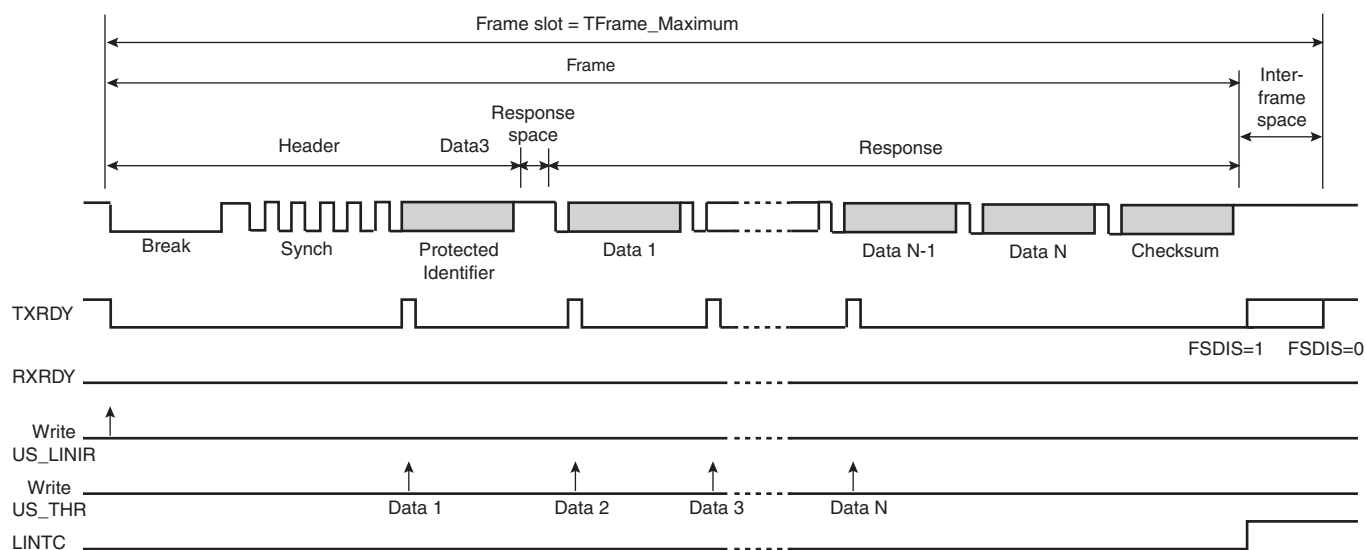 Frame slot = TFrame_Maximum
Frame
Inter-
frame
space
Response
space
Header
Data3
Response
Break
Synch
Protected
Identifier
Data 1
Data N-1
Data N
Checksum
TXRDY
FSDIS=1
FSDIS=0
RXRDY
Write
US_LINIR
Write
US_THR
Data 1
Data 2
Data 3
Data N
LINTC